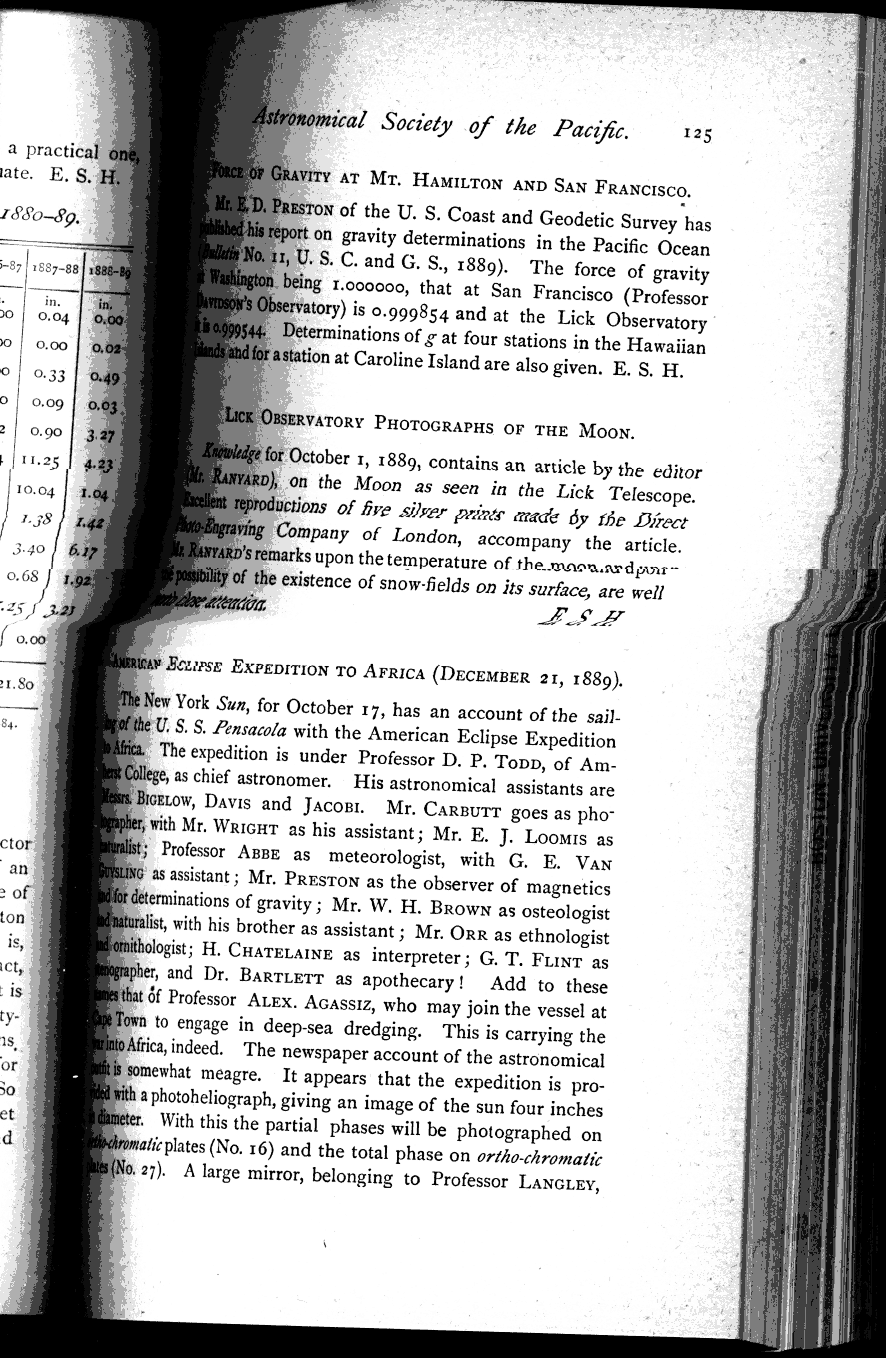 a practical one,
E. S. H.
1880–89.
1887–88 1888–89
in. in.
0.04 0.00
0.00 0.02
0.33 0.49
0.09 0.03
0.90 3.27
11.25 4.23
10.04 1.04
1.38 1.42
3.40 6.17
0.68 1.92
.25 3.21
0.00
21.80
84.
ctor
an
of
ton
is,
act,
is
ty-
ns,
for
So
et
d
Astronomical Society of the Pacific. 125
Force of Gravity at Mt. Hamilton and San Francisco.
Mr. E. D. Preston of the U. S. Coast and Geodetic Survey has
published his report on gravity determinations in the Pacific Ocean
(Bulletin No. 11, U. S. C. and G. S., 1889). The force of gravity
at Washington being 1.000000, that at San Francisco (Professor
Davidson's Observatory) is 0.999854 and at the Lick Observatory
it is 0.999544. Determinations of g at four stations in the Hawaiian
Islands and for a station at Caroline Island are also given. E. S. H.
Lick Observatory Photographs of the Moon.
Knowledge for October 1, 1889, contains an article by the editor
(Mr. Ranyard), on the Moon as seen in the Lick Telescope.
Excellent reproductions of five silver prints made by the Direct
Photo-Engraving Company of London, accompany the article.
Mr. Ranyard's remarks upon the temperature of the moon, and
the possibility of the existence of snow-fields on its surface, are well
worth close attention. E S H
American Eclipse Expedition to Africa (December 21, 1889).
The New York Sun, for October 17, has an account of the sail-
ing of the U. S. S. Pensacola with the American Eclipse Expedition
to Africa. The expedition is under Professor D. P. Todd, of Am-
herst College, as chief astronomer. His astronomical assistants are
Messrs. Bigelow, Davis and Jacobi. Mr. Carbutt goes as pho-
tographer, with Mr. Wright as his assistant; Mr. E. J. Loomis as
naturalist; Professor Abbe as meteorologist, with G. E. Van
Guysling as assistant; Mr. Preston as the observer of magnetics
and for determinations of gravity; Mr. W. H. Brown as osteologist
and naturalist, with his brother as assistant; Mr. Orr as ethnologist
and ornithologist; H. Chatelaine as interpreter; G. T. Flint as
stenographer, and Dr. Bartlett as apothecary! Add to these
names that of Professor Alex. Agassiz, who may join the vessel at
Cape Town to engage in deep-sea dredging. This is carrying the
war into Africa, indeed. The newspaper account of the astronomical
outfit is somewhat meagre. It appears that the expedition is pro-
vided with a photoheliograph, giving an image of the sun four inches
in diameter. With this the partial phases will be photographed on
ortho-chromatic plates (No. 16) and the total phase on ortho-chromatic
plates (No. 27). A large mirror, belonging to Professor Langley,